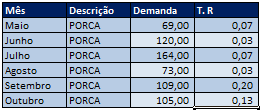 Mês Descrição Demanda T. R
Maio PORCA 69,00 0,07
Junho PORCA 120,00 0,03
Julho PORCA 164,00 0,07
Agosto PORCA 73,00 0,03
Setembro PORCA 109,00 0,20
Outubro PORCA 105,00 0,13